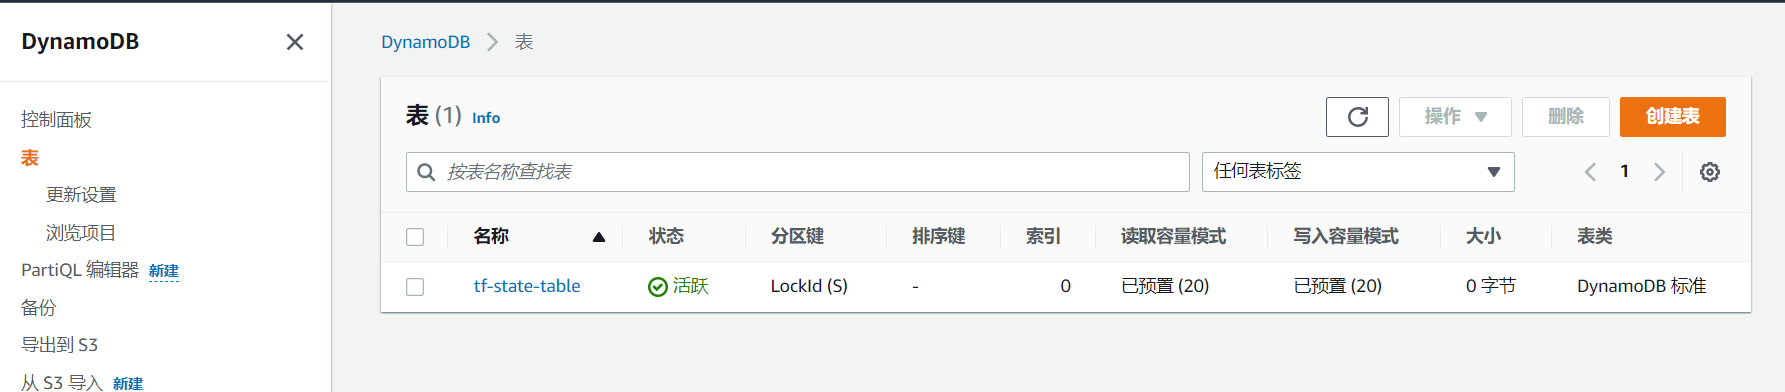 DynamoDB
控制面板
表
更新设置
浏览项目
PartiQL 编辑器 新建
备份
导出到 S3
从 S3 导入 新建
DynamoDB 表
表 (1) Info
操作 删除 创建表
按表名称查找表 任何表标签 1
名称 状态 分区键 排序键 索引 读取容量模式 写入容量模式 大小 表类
tf-state-table 活跃 LockId (S) - 0 已预置 (20) 已预置 (20) 0 字节 DynamoDB 标准